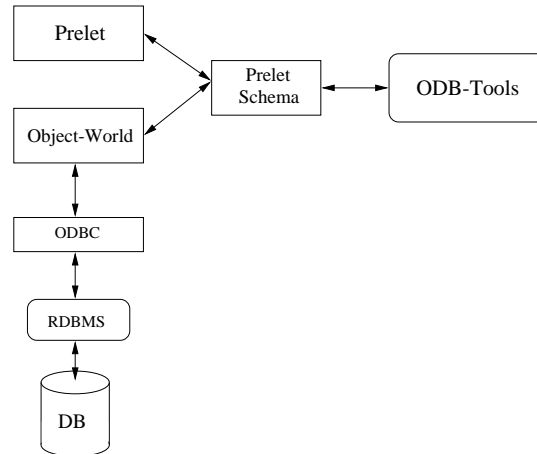 Prelet
Prelet
Schema
ODB-Tools
Object-World
ODBC
RDBMS
DB